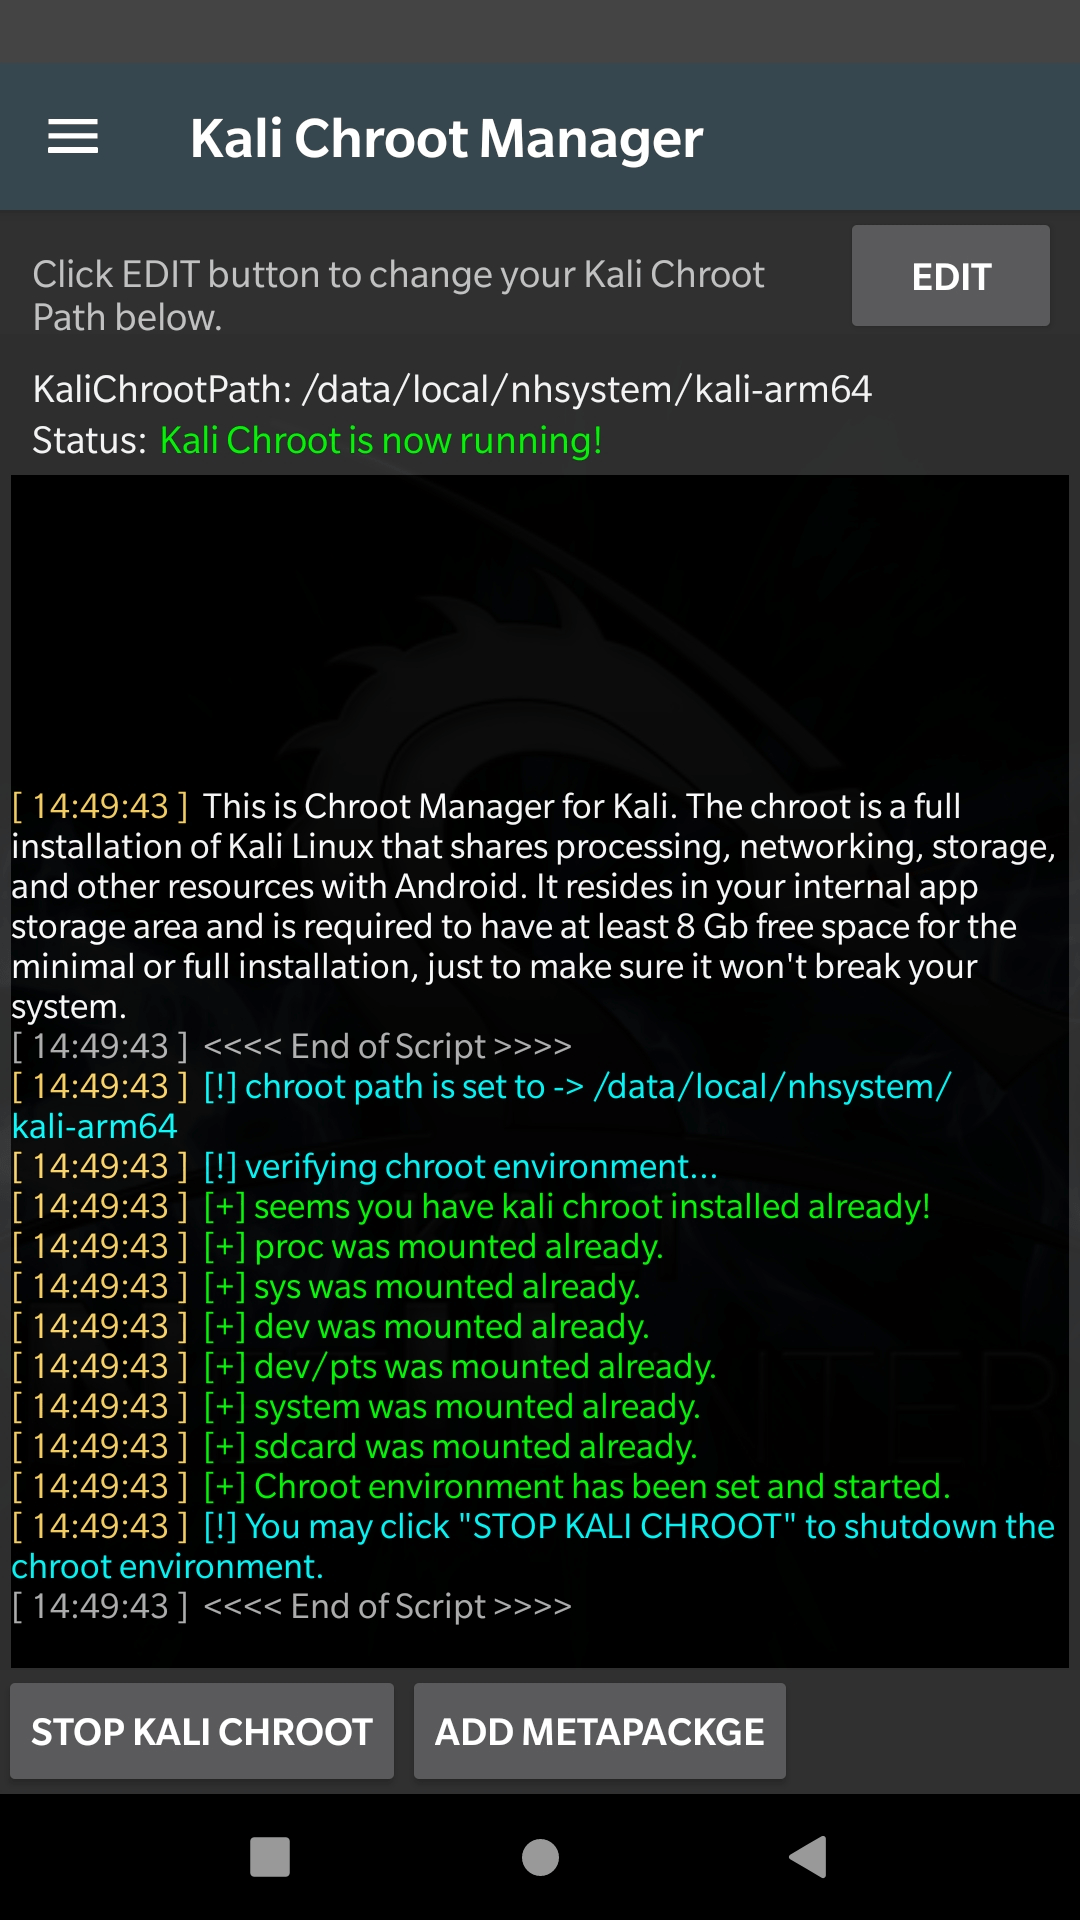 Kali Chroot Manager
Click EDIT button to change your Kali Chroot
Path below.
EDIT
KaliChrootPath: /data/local/nhsystem/kali-arm64
Status: Kali Chroot is now running!
[ 14:49:43 ] This is Chroot Manager for Kali. The chroot is a full
installation of Kali Linux that shares processing, networking, storage,
and other resources with Android. It resides in your internal app
storage area and is required to have at least 8 Gb free space for the
minimal or full installation, just to make sure it won't break your
system.
[ 14:49:43 ] <<<< End of Script >>>>
[ 14:49:43 ] [!] chroot path is set to -> /data/local/nhsystem/
kali-arm64
[ 14:49:43 ] [!] verifying chroot environment...
[ 14:49:43 ] [+] seems you have kali chroot installed already!
[ 14:49:43 ] [+] proc was mounted already.
[ 14:49:43 ] [+] sys was mounted already.
[ 14:49:43 ] [+] dev was mounted already.
[ 14:49:43 ] [+] dev/pts was mounted already.
[ 14:49:43 ] [+] system was mounted already.
[ 14:49:43 ] [+] sdcard was mounted already.
[ 14:49:43 ] [+] Chroot environment has been set and started.
[ 14:49:43 ] [!] You may click "STOP KALI CHROOT" to shutdown the
chroot environment.
[ 14:49:43 ] <<<< End of Script >>>>
STOP KALI CHROOT
ADD METAPACKGE